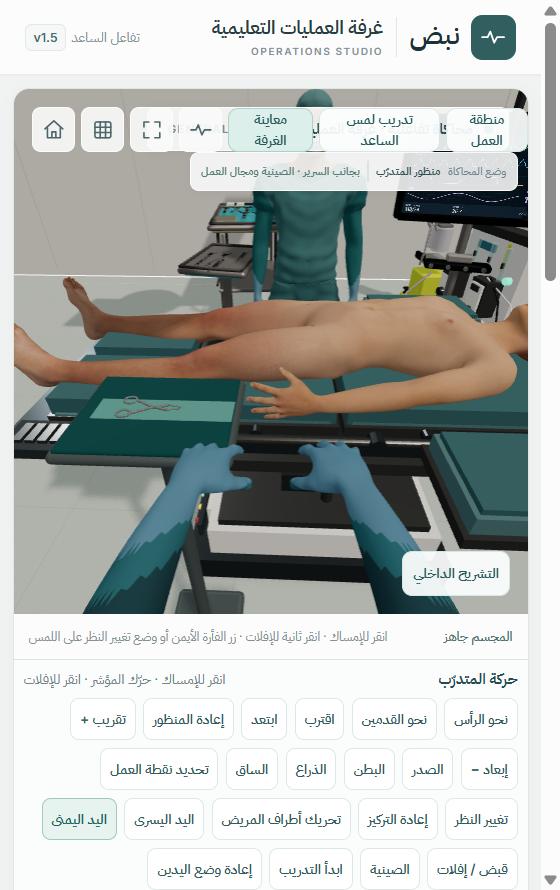 نبض
غرفة العمليات التعليمية
OPERATIONS STUDIO
تفاعل الساعد v1.5
منطقة العمل
تدريب لمس الساعد
معاينة الغرفة
وضع المحاكاة منظور المتدرّب بجانب السرير · الصينية ومجال العمل
التشريح الداخلي
المجسم جاهز
انقر للإمساك · انقر ثانية للإفلات · زر الفأرة الأيمن أو وضع تغيير النظر على اللمس
حركة المتدرّب
انقر للإمساك · حرّك المؤشر · انقر للإفلات
نحو الرأس نحو القدمين اقترب ابتعد إعادة المنظور تقريب +
إبعاد − الصدر البطن الذراع الساق تحديد نقطة العمل
تغيير النظر إعادة التركيز تحريك أطراف المريض اليد اليسرى اليد اليمنى
قبض / إفلات الصينية ابدأ التدريب إعادة وضع اليدين